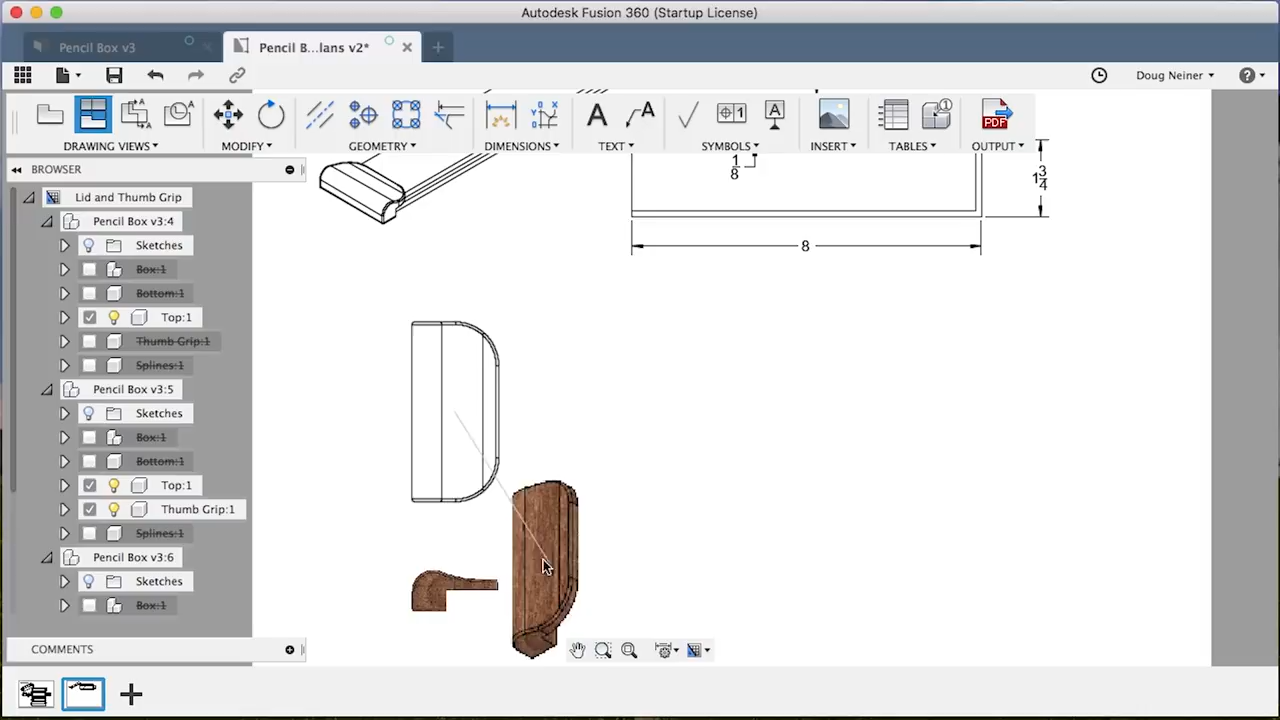 Autodesk Fusion 360 (Startup License)
Pencil Box v3
Pencil B...lans v2*
Doug Neiner
DRAWING VIEWS
MODIFY
GEOMETRY
DIMENSIONS
TEXT
SYMBOLS
INSERT
TABLES
OUTPUT
A
A
A
1
1
PDF
BROWSER
Lid and Thumb Grip
Pencil Box v3:4
Sketches
Box:1
Bottom:1
Top:1
Thumb Grip:1
Splines:1
Pencil Box v3:5
Sketches
Box:1
Bottom:1
Top:1
Thumb Grip:1
Splines:1
Pencil Box v3:6
Sketches
Box:1
1/8
1 3/4
8
COMMENTS